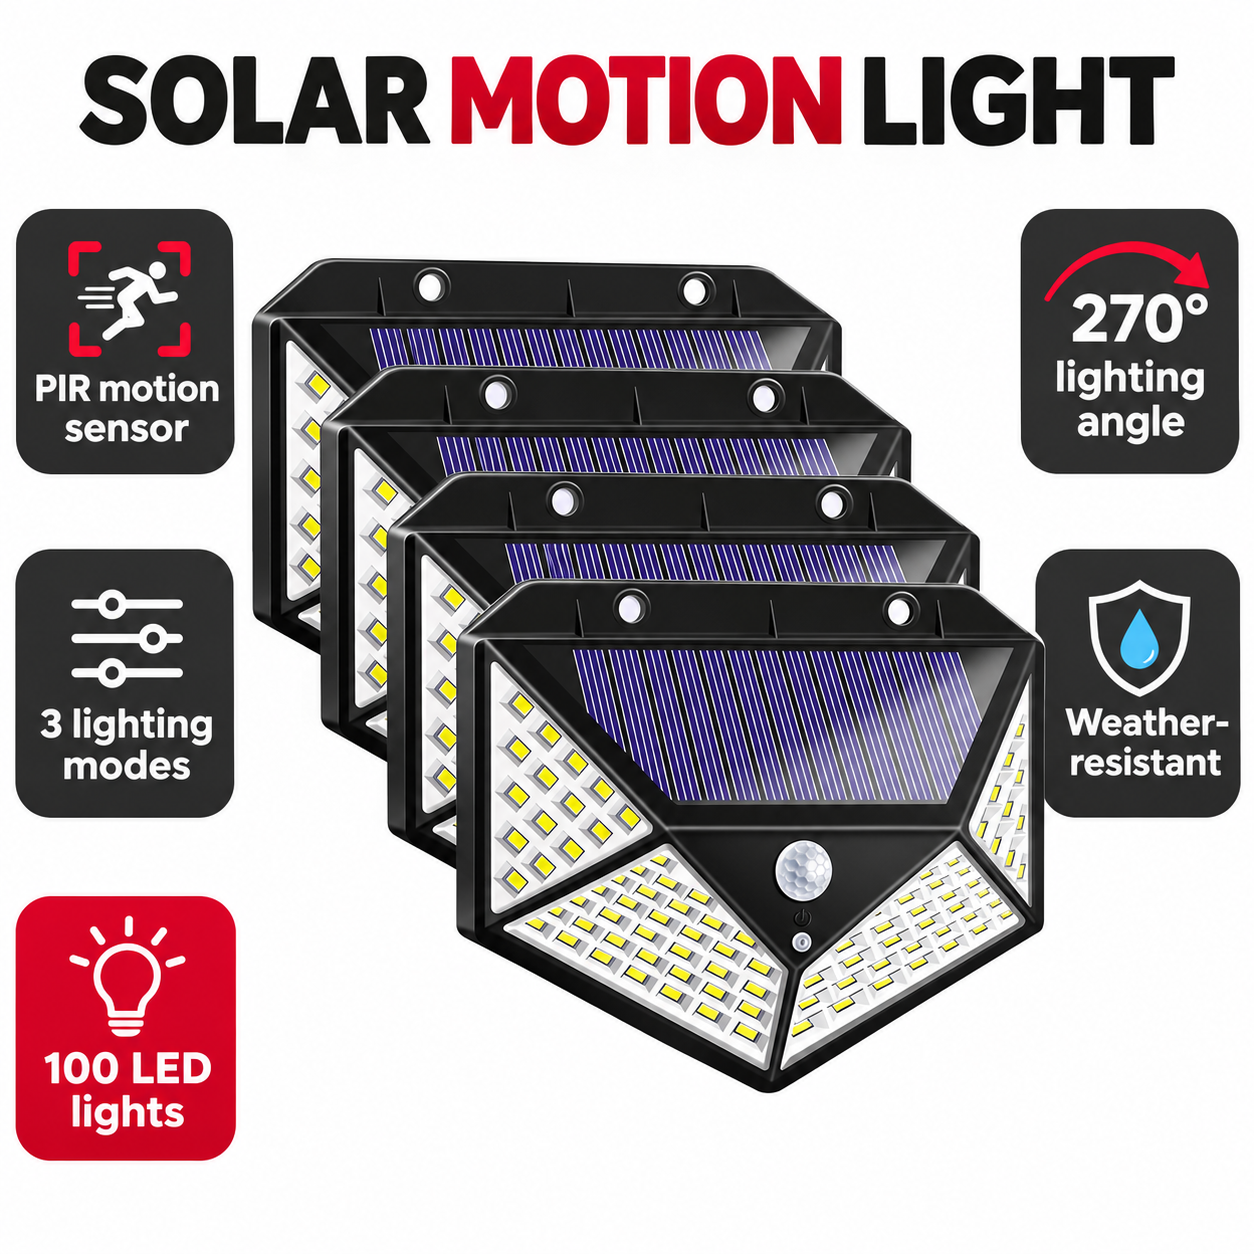 SOLAR MOTION LIGHT
PIR motion
sensor
270°
lighting
angle
3 lighting
modes
Weather-
resistant
100 LED
lights